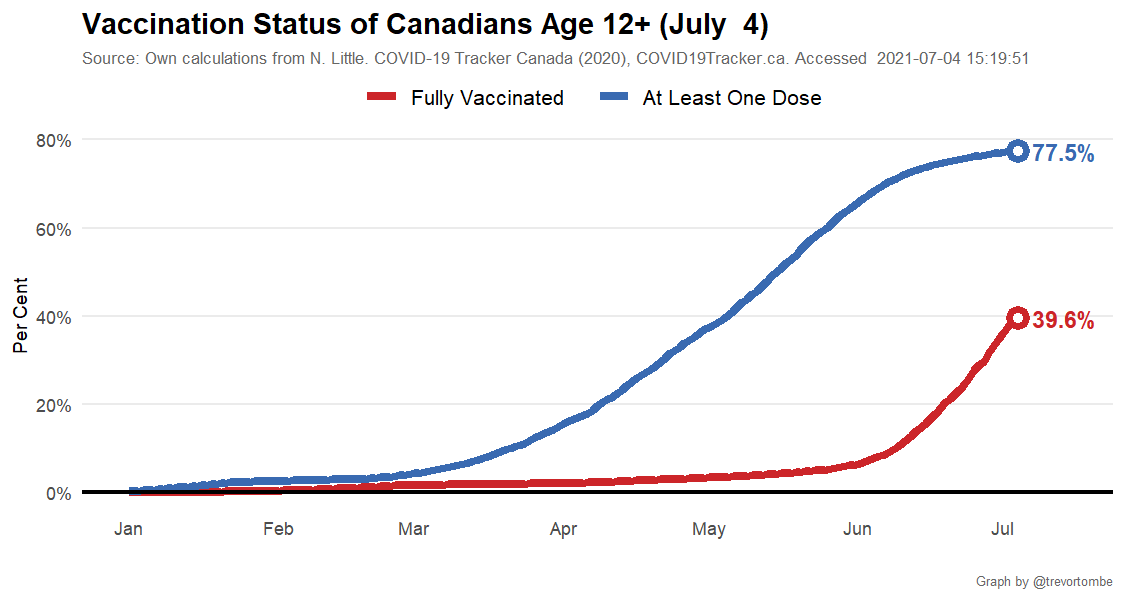 Vaccination Status of Canadians Age 12+ (July  4)
Source: Own calculations from N. Little. COVID-19 Tracker Canada (2020), COVID19Tracker.ca. Accessed  2021-07-04 15:19:51
Fully Vaccinated At Least One Dose
80%
77.5%
60%
Per Cent
40%
39.6%
20%
0%
Jan Feb Mar Apr May Jun Jul
Graph by @trevortombe